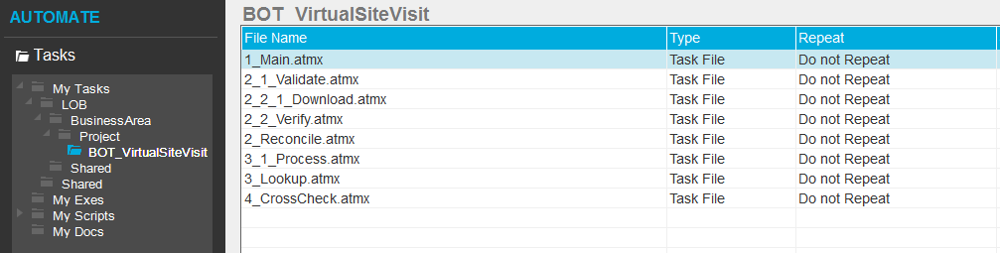 AUTOMATE
Tasks
My Tasks
LOB
BusinessArea
Project
BOT_VirtualSiteVisit
Shared
Shared
My Exes
My Scripts
My Docs
BOT_VirtualSiteVisit
File Name Type Repeat
1_Main.atmx Task File Do not Repeat
2_1_Validate.atmx Task File Do not Repeat
2_2_1_Download.atmx Task File Do not Repeat
2_2_Verify.atmx Task File Do not Repeat
2_Reconcile.atmx Task File Do not Repeat
3_1_Process.atmx Task File Do not Repeat
3_Lookup.atmx Task File Do not Repeat
4_CrossCheck.atmx Task File Do not Repeat